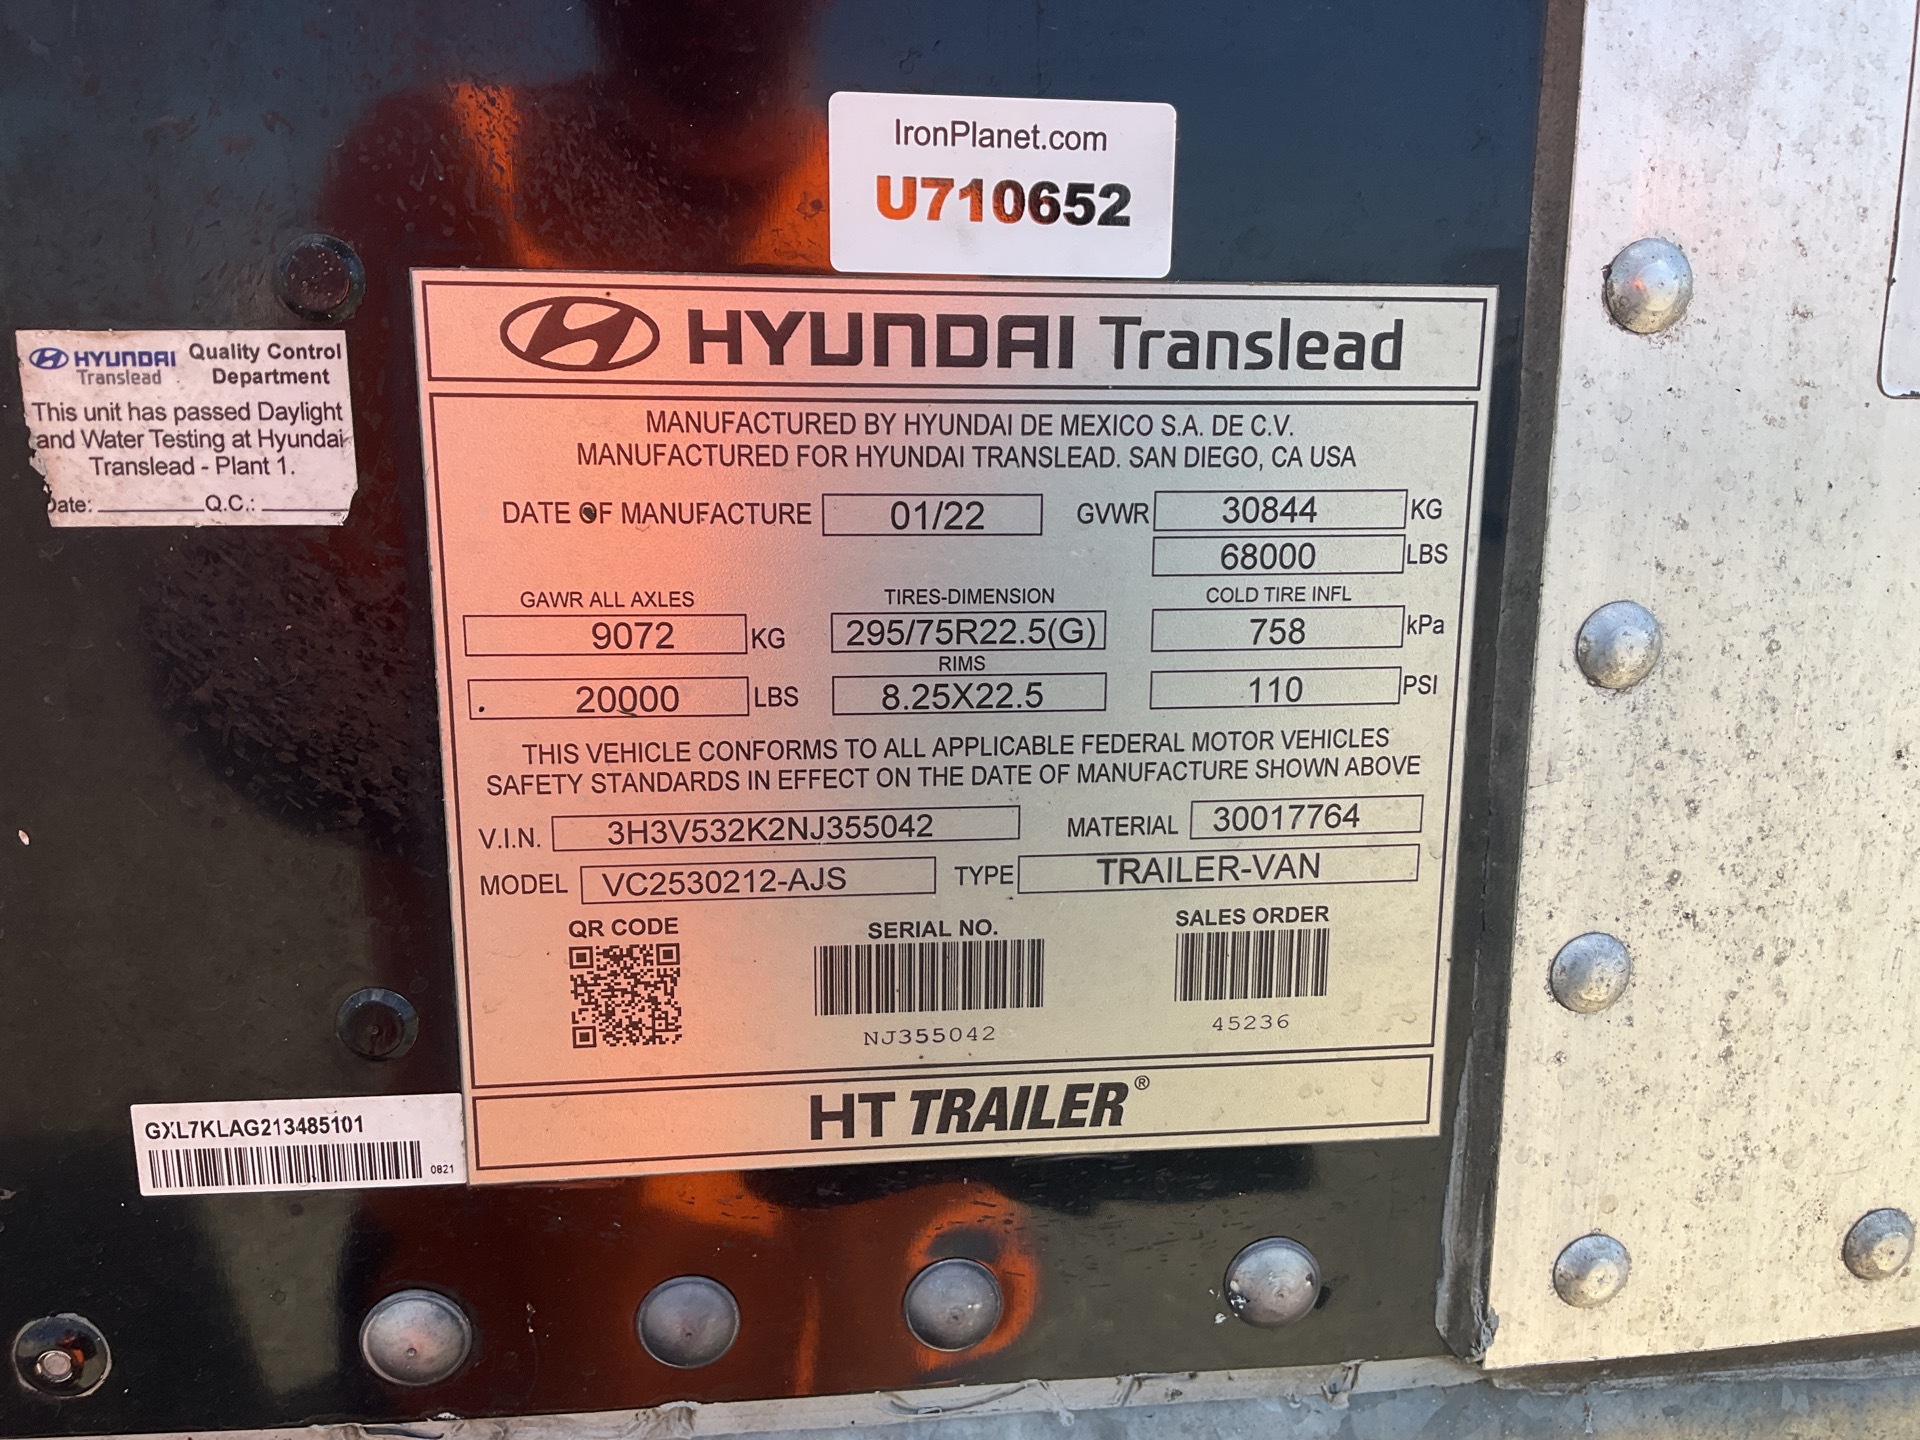 IronPlanet.com
U710652
HYUNDAI Translead
Quality Control Department
This unit has passed Daylight
and Water Testing at Hyundai
Translead - Plant 1.
Date: Q.C.:
HYUNDAI Translead
MANUFACTURED BY HYUNDAI DE MEXICO S.A. DE C.V.
MANUFACTURED FOR HYUNDAI TRANSLEAD. SAN DIEGO, CA USA
DATE OF MANUFACTURE 01/22 GVWR 30844 KG
68000 LBS
GAWR ALL AXLES TIRES-DIMENSION COLD TIRE INFL
9072 KG 295/75R22.5(G) 758 kPa
RIMS
20000 LBS 8.25X22.5 110 PSI
THIS VEHICLE CONFORMS TO ALL APPLICABLE FEDERAL MOTOR VEHICLES
SAFETY STANDARDS IN EFFECT ON THE DATE OF MANUFACTURE SHOWN ABOVE
V.I.N. 3H3V532K2NJ355042 MATERIAL 30017764
MODEL VC2530212-AJS TYPE TRAILER-VAN
QR CODE SERIAL NO. SALES ORDER
NJ355042 45236
HT TRAILER®
GXL7KLAG213485101
0821